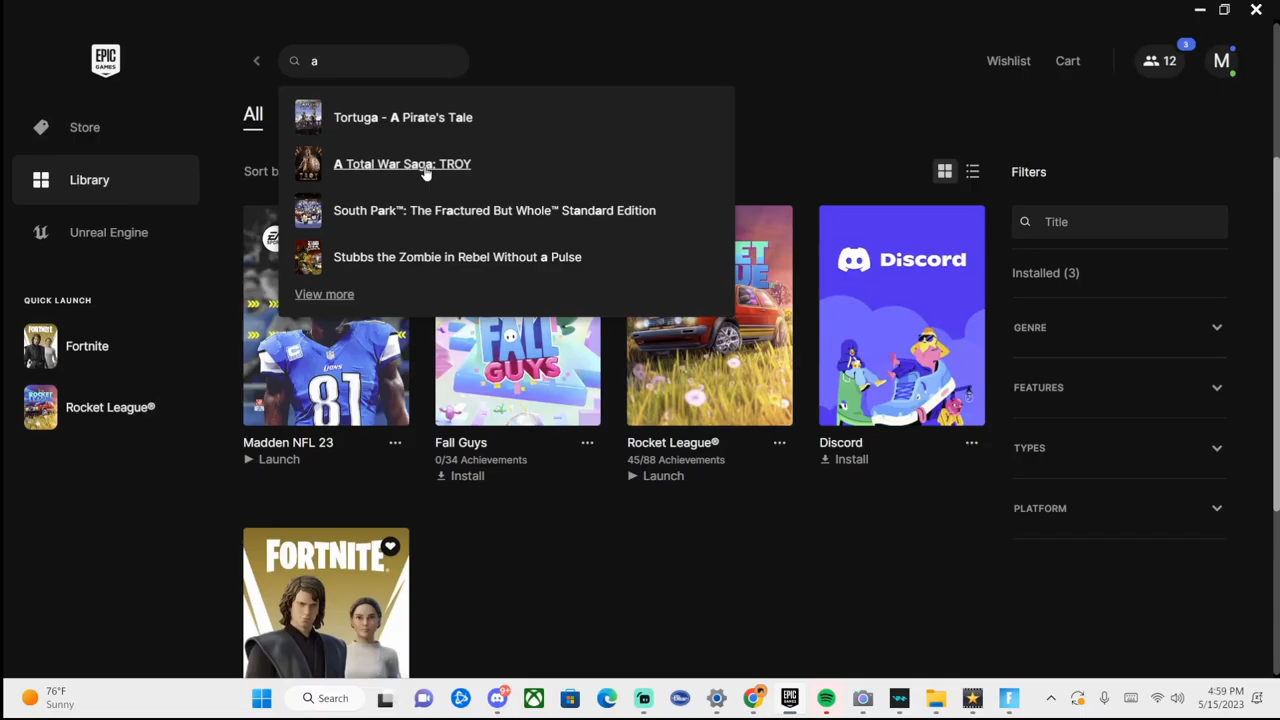 EPIC
GAMES
a
Wishlist
Cart
3
12
M
Store
Library
Unreal Engine
QUICK LAUNCH
Fortnite
Rocket League®
Tortuga - A Pirate's Tale
A Total War Saga: TROY
South Park™: The Fractured But Whole™ Standard Edition
Stubbs the Zombie in Rebel Without a Pulse
View more
All
Sort b
Filters
Title
Installed (3)
GENRE
FEATURES
TYPES
PLATFORM
LIONS
81
FALL
GUYS
Discord
Madden NFL 23
Launch
Fall Guys
0/34 Achievements
Install
Rocket League®
45/88 Achievements
Launch
Discord
Install
FORTNITE
76°F
Sunny
Search
9+
EPIC
GAMES
4:59 PM
5/15/2023